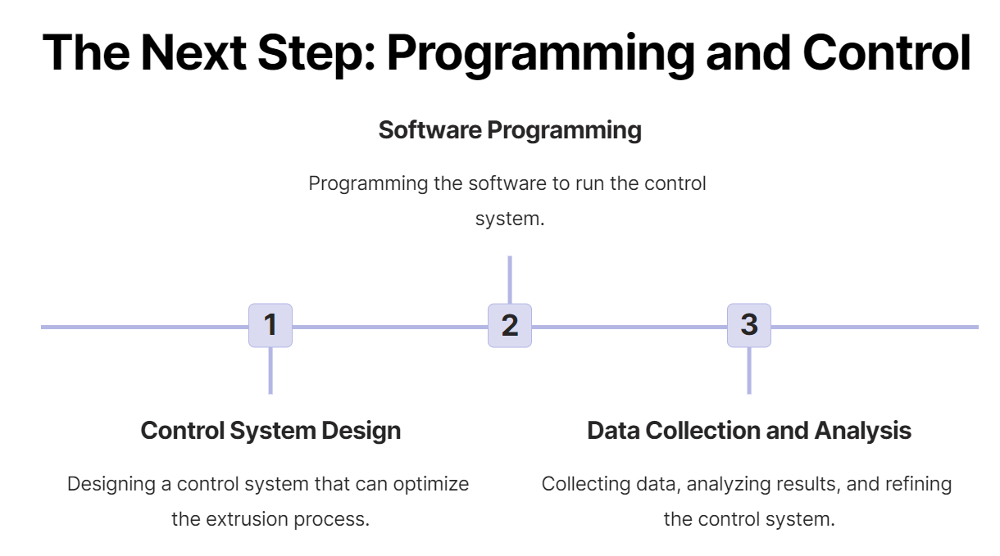 The Next Step: Programming and Control
Software Programming
Programming the software to run the control
system.
1
2
3
Control System Design
Designing a control system that can optimize
the extrusion process.
Data Collection and Analysis
Collecting data, analyzing results, and refining
the control system.